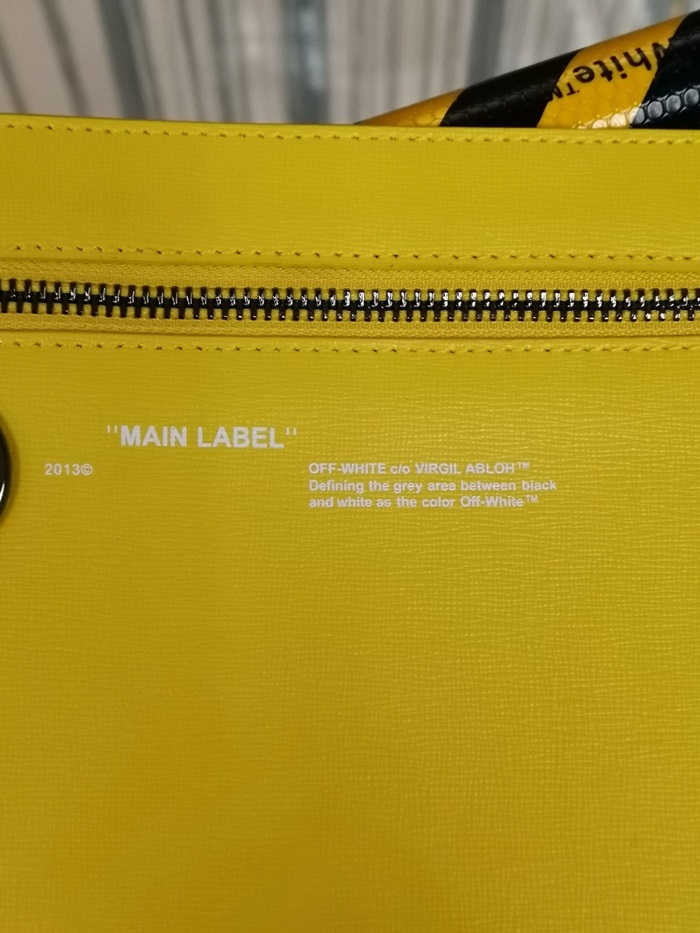 White™
"MAIN LABEL"
2013©
OFF-WHITE c/o VIRGIL ABLOH™
Defining the grey area between black
and white as the color Off-White™